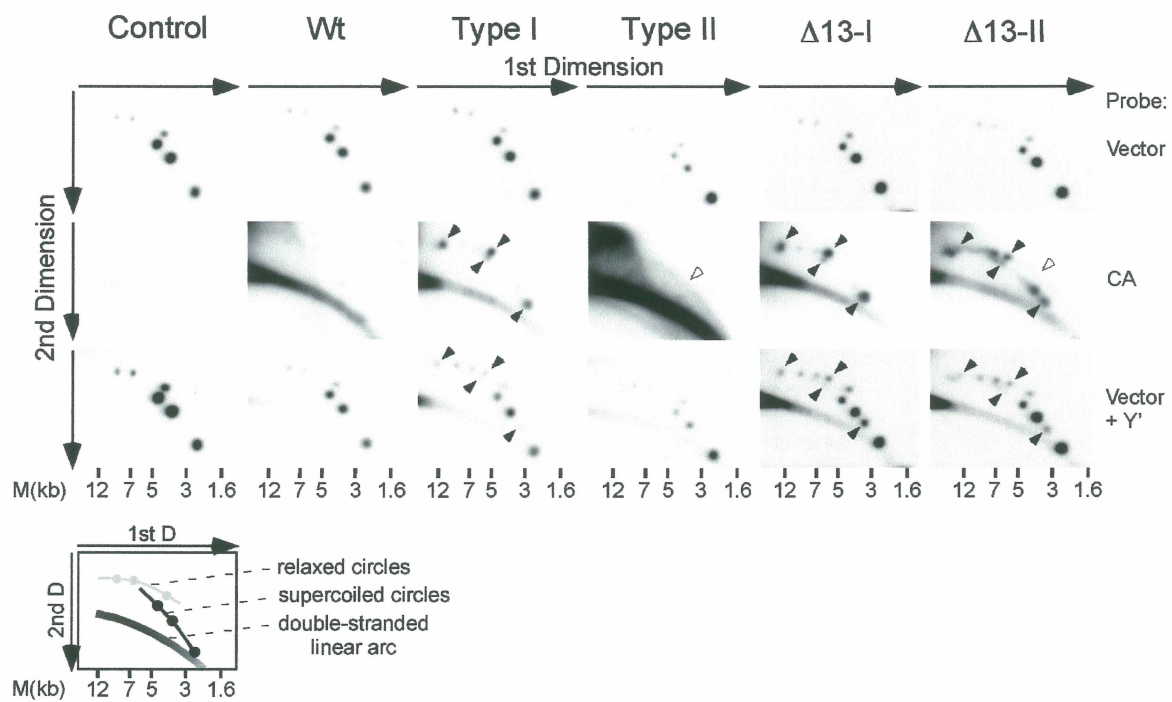 Control Wt Type I Type II Δ13-I Δ13-II
1st Dimension
Probe:
2nd Dimension
Vector
CA
Vector
+ Y'
M(kb) 12 7 5 3 1.6 12 7 5 3 1.6 12 7 5 3 1.6 12 7 5 3 1.6 12 7 5 3 1.6 12 7 5 3 1.6
1st D
2nd D
relaxed circles
supercoiled circles
double-stranded
linear arc
M(kb) 12 7 5 3 1.6